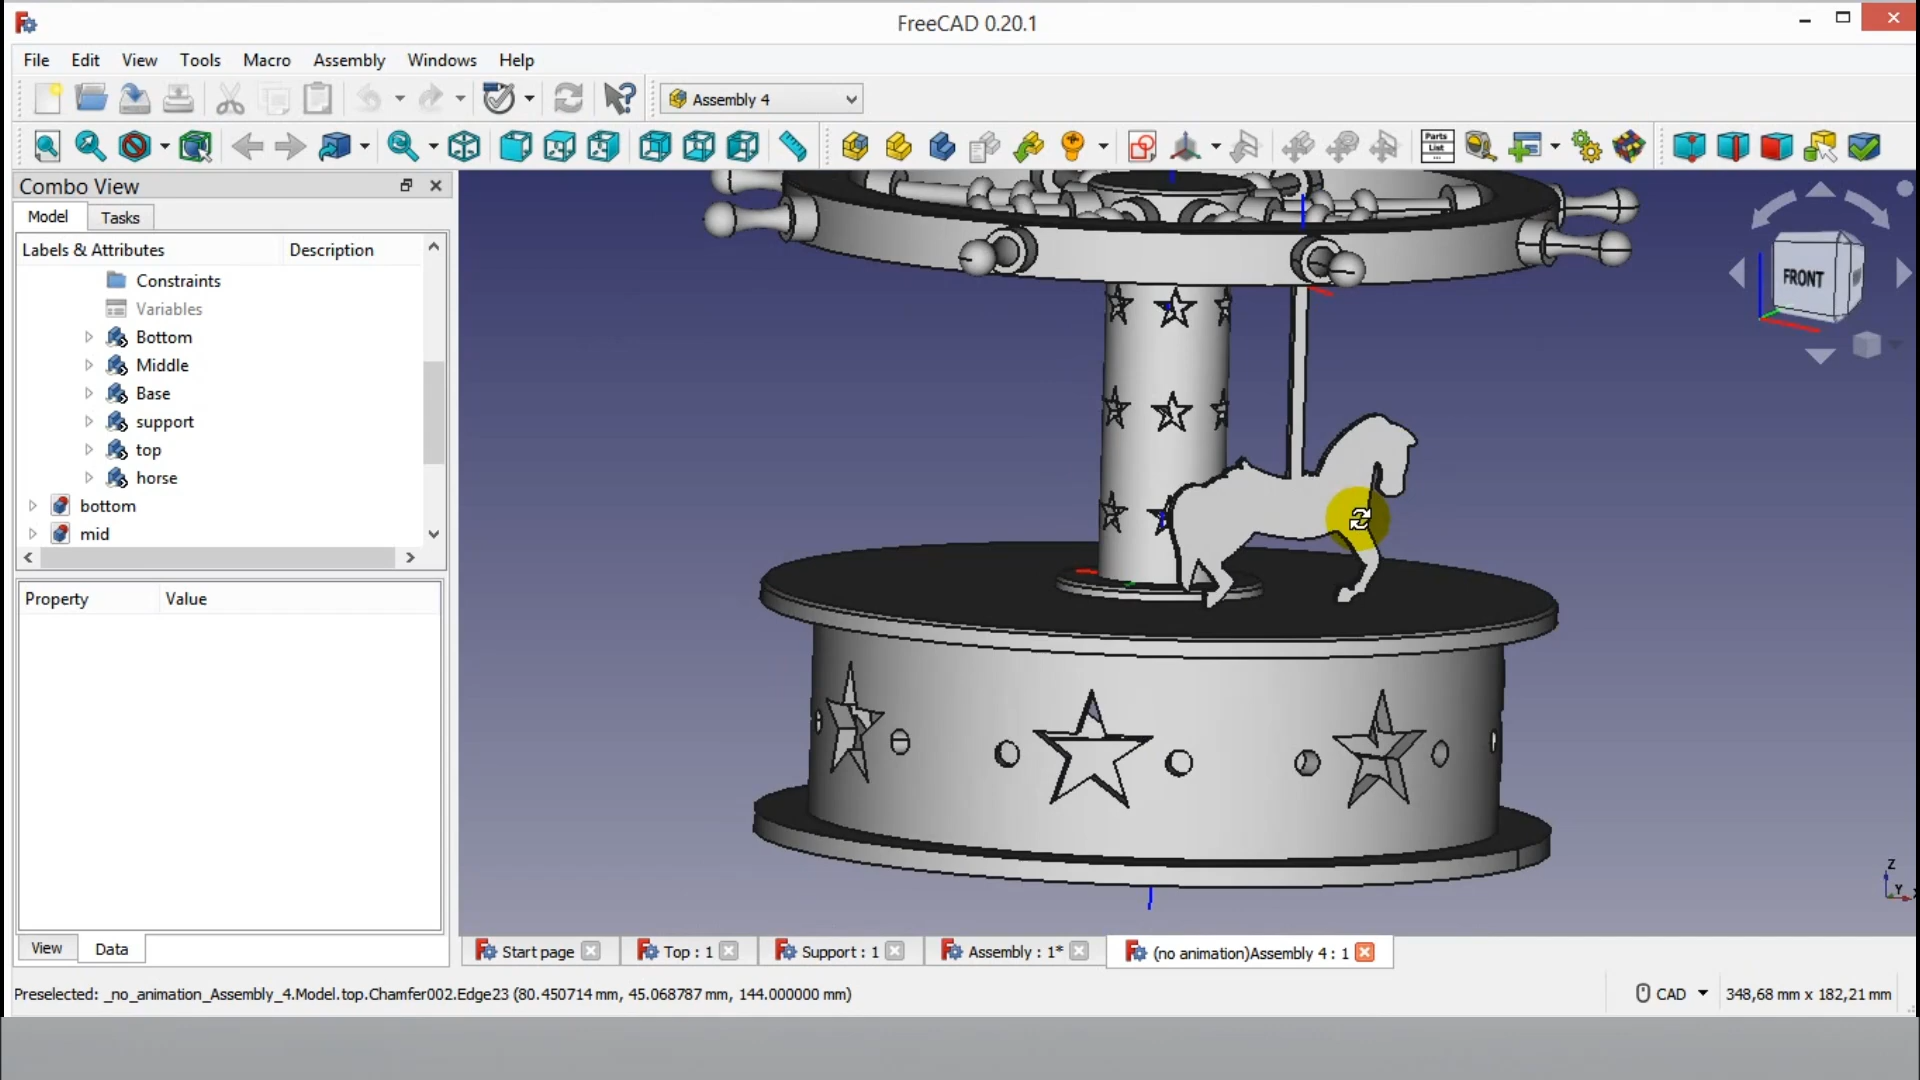 FreeCAD 0.20.1
File Edit View Tools Macro Assembly Windows Help
Assembly 4
Parts List ...
Combo View
Model Tasks
Labels & Attributes Description
Constraints
Variables
Bottom
Middle
Base
support
top
horse
bottom
mid
Property Value
View Data
FRONT
Z
Y
Start page
Top : 1
Support : 1
Assembly : 1*
(no animation)Assembly 4 : 1
Preselected: _no_animation_Assembly_4.Model.top.Chamfer002.Edge23 (80.450714 mm, 45.068787 mm, 144.000000 mm)
CAD
348,68 mm x 182,21 mm